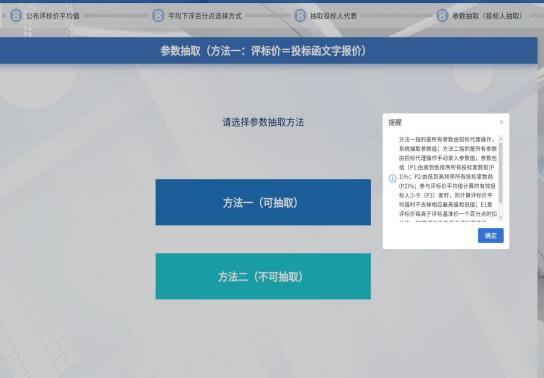 公布评标价平均值
平均下浮百分点选择方式
抽取投标人代表
参数抽取（投标人抽取）
参数抽取（方法一：评标价＝投标函文字报价）
请选择参数抽取方法
方法一（可抽取）
方法二（不可抽取）
提醒
方法一指的是所有参数由招标代理操作，
系统抽取参数值；方法二指的是所有参数
由招标代理操作手动录入参数值；参数包
括（P1:由高到低排序所有投标家数前(P
1)%；P2:由低到高排序所有投标家数前
(P2)%；参与评标价平均值计算的有效投
标人少于（P3）家时，则计算评标价平
均值时不去掉相应最高值和低值；E1是
评标价每高于评标基准价一个百分点的扣
确定